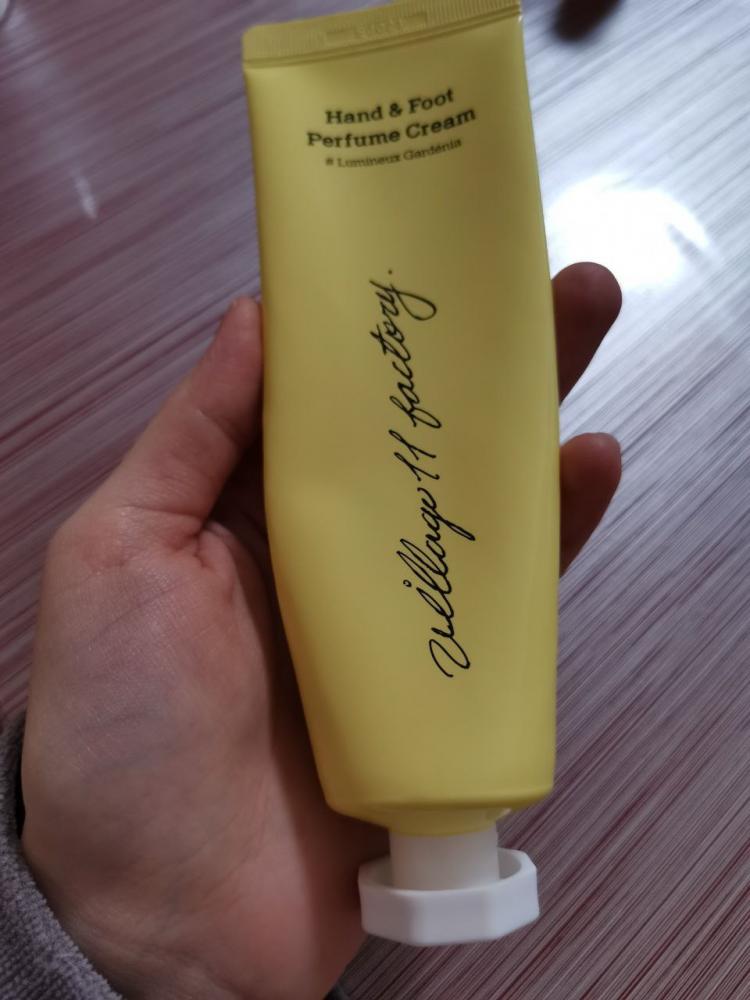 Hand & Foot
Perfume Cream
# Lumineux Gardénia
village 11 factory.